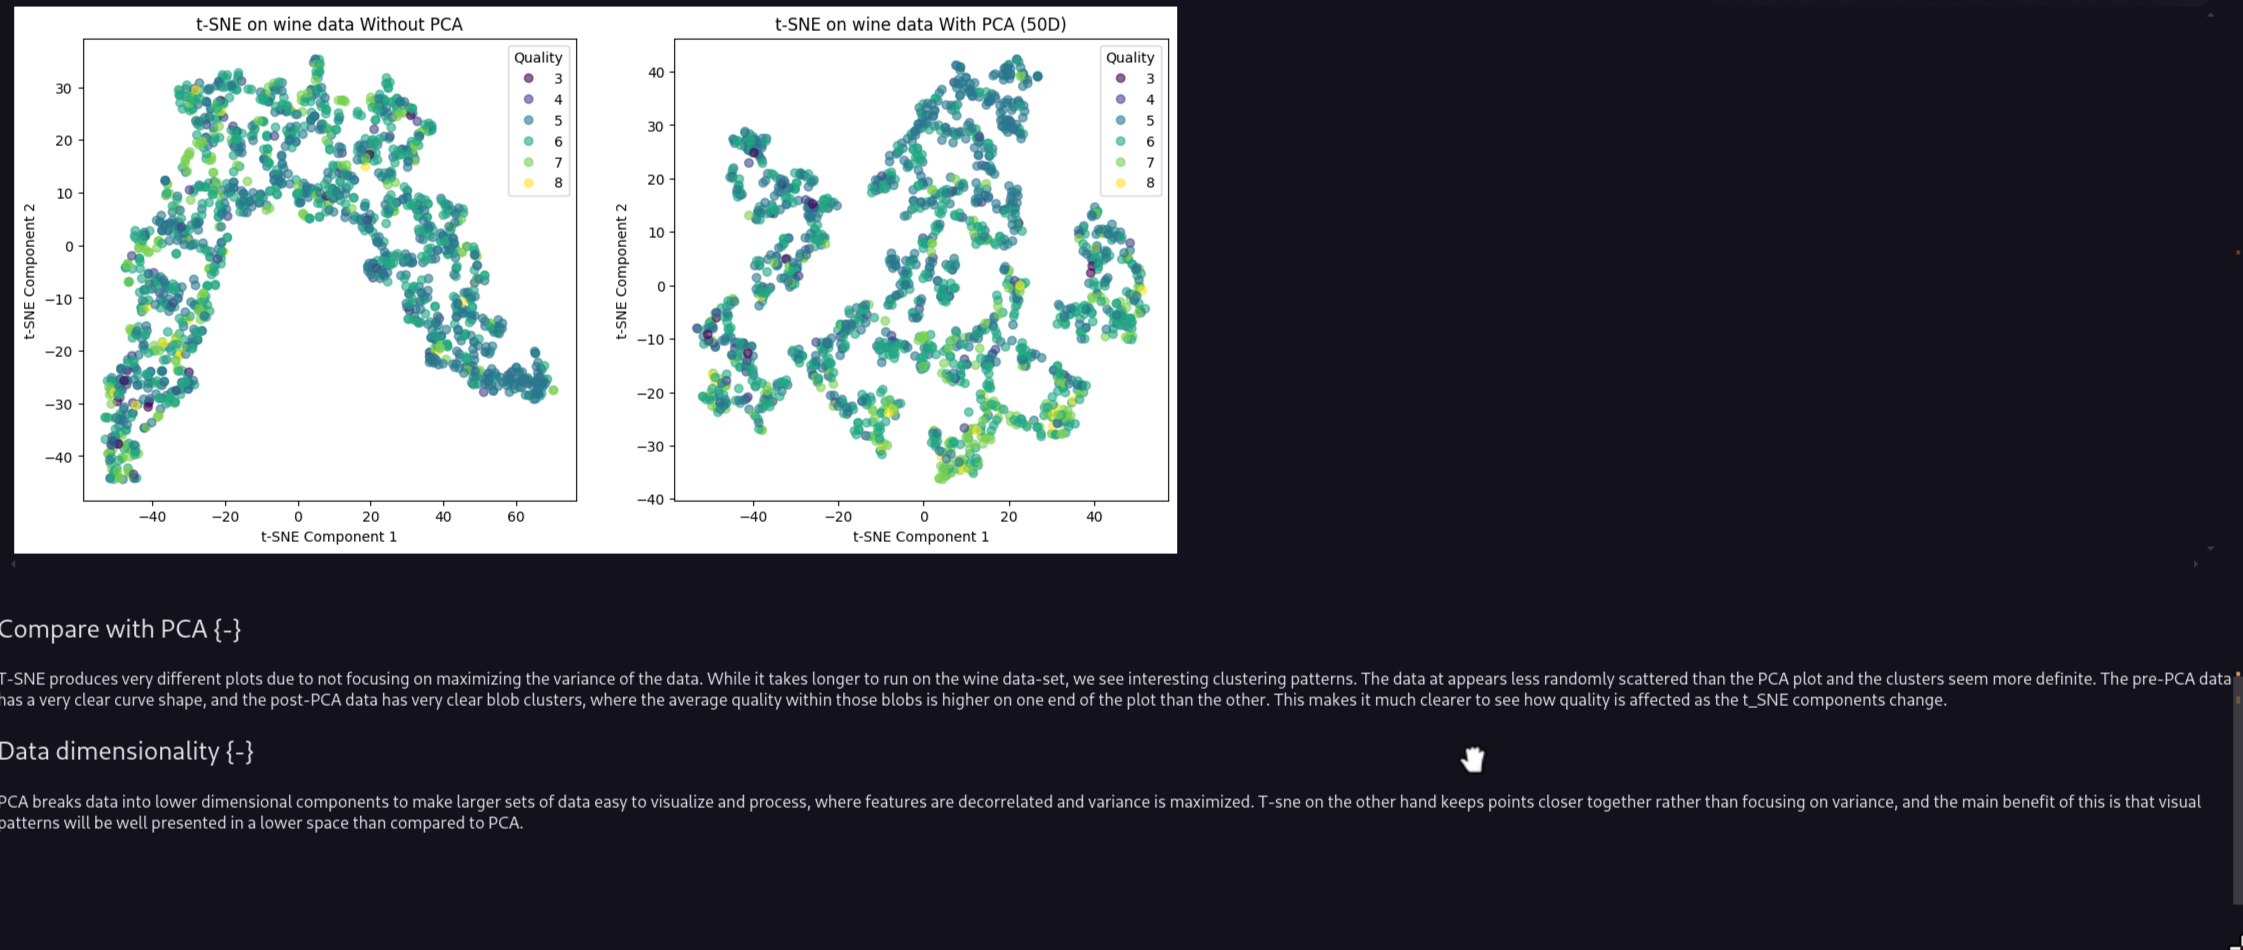 t-SNE on wine data Without PCA
t-SNE on wine data With PCA (50D)
Quality
3
4
5
6
7
8
30
20
10
0
−10
−20
−30
−40
t-SNE Component 2
−40
−20
0
20
40
60
t-SNE Component 1
Quality
3
4
5
6
7
8
40
30
20
10
0
−10
−20
−30
−40
t-SNE Component 2
−40
−20
0
20
40
t-SNE Component 1
Compare with PCA {-}
T-SNE produces very different plots due to not focusing on maximizing the variance of the data. While it takes longer to run on the wine data-set, we see interesting clustering patterns. The data at appears less randomly scattered than the PCA plot and the clusters seem more definite. The pre-PCA data
has a very clear curve shape, and the post-PCA data has very clear blob clusters, where the average quality within those blobs is higher on one end of the plot than the other. This makes it much clearer to see how quality is affected as the t_SNE components change.
Data dimensionality {-}
PCA breaks data into lower dimensional components to make larger sets of data easy to visualize and process, where features are decorrelated and variance is maximized. T-sne on the other hand keeps points closer together rather than focusing on variance, and the main benefit of this is that visual
patterns will be well presented in a lower space than compared to PCA.